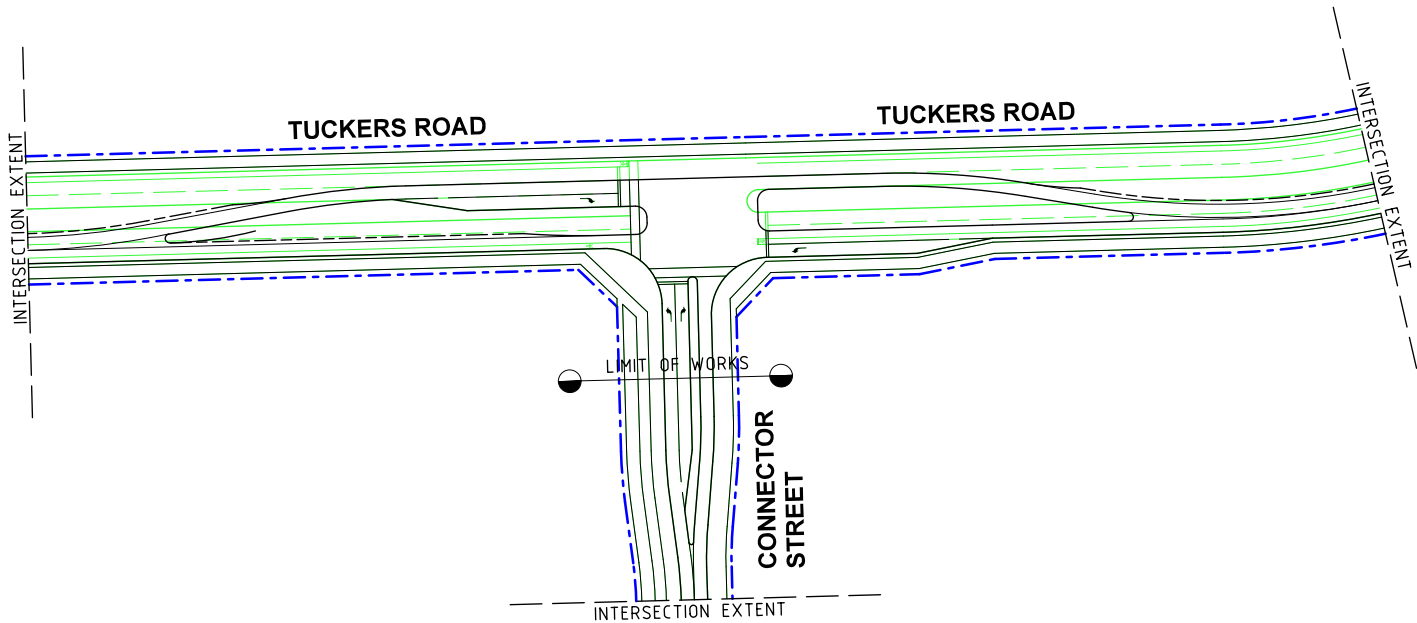 TUCKERS ROAD
TUCKERS ROAD
INTERSECTION EXTENT
INTERSECTION EXTENT
LIMIT OF WORKS
CONNECTOR
STREET
INTERSECTION EXTENT